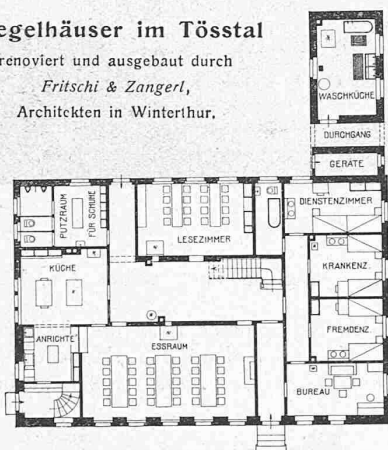 egelhäuser im Tösstal
renoviert und ausgebaut durch
Fritschi & Zangerl,
Architekten in Winterthur.
WASCHKÜCHE
DURCHGANG
GERÄTE
PUTZRAUM
FÜR SCHUHE
LESEZIMMER
DIENSTENZIMMER
KÜCHE
KRANKENZ.
FREMDENZ.
ANRICHTE
ESSRAUM
BUREAU